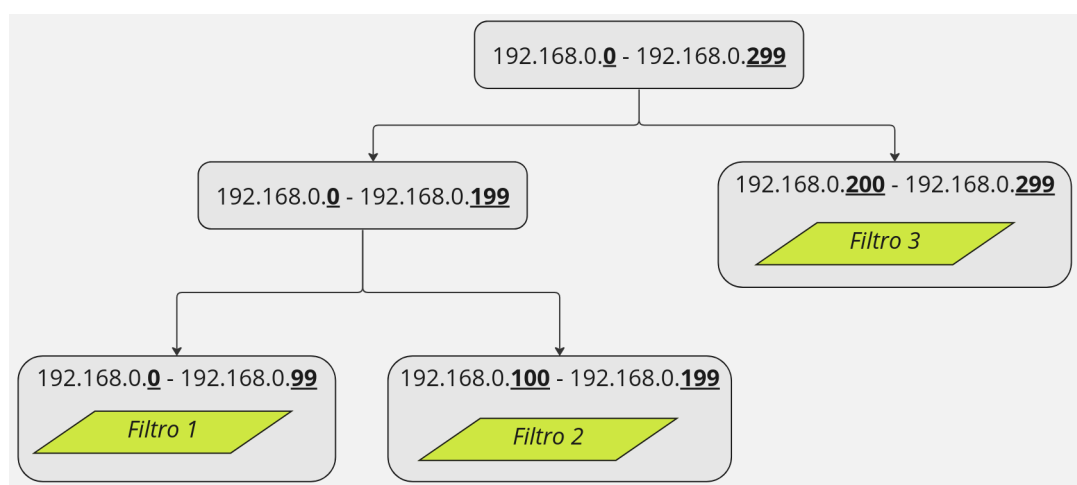 192.168.0.0 - 192.168.0.299
192.168.0.0 - 192.168.0.199
192.168.0.200 - 192.168.0.299
Filtro 3
192.168.0.0 - 192.168.0.99
Filtro 1
192.168.0.100 - 192.168.0.199
Filtro 2